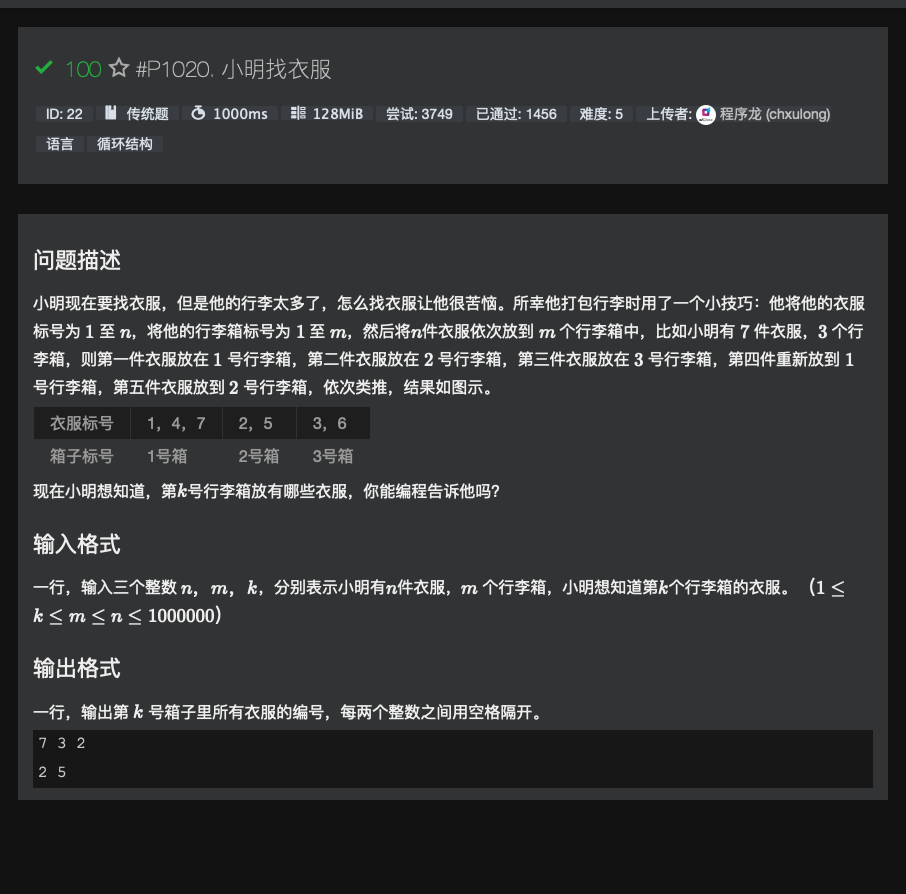 100 #P1020. 小明找衣服
ID: 22 传统题 1000ms 128MiB 尝试: 3749 已通过: 1456 难度: 5 上传者: 程序龙 (chxulong)
语言 循环结构
问题描述
小明现在要找衣服，但是他的行李太多了，怎么找衣服让他很苦恼。所幸他打包行李时用了一个小技巧：他将他的衣服
标号为 1 至 n，将他的行李箱标号为 1 至 m，然后将n件衣服依次放到 m 个行李箱中，比如小明有 7 件衣服，3 个行
李箱，则第一件衣服放在 1 号行李箱，第二件衣服放在 2 号行李箱，第三件衣服放在 3 号行李箱，第四件重新放到 1
号行李箱，第五件衣服放到 2 号行李箱，依次类推，结果如图示。
衣服标号 1，4，7 2，5 3，6
箱子标号 1号箱 2号箱 3号箱
现在小明想知道，第k号行李箱放有哪些衣服，你能编程告诉他吗？
输入格式
一行，输入三个整数 n，m，k，分别表示小明有n件衣服，m 个行李箱，小明想知道第k个行李箱的衣服。（1 ≤
k ≤ m ≤ n ≤ 1000000）
输出格式
一行，输出第 k 号箱子里所有衣服的编号，每两个整数之间用空格隔开。
7 3 2
2 5